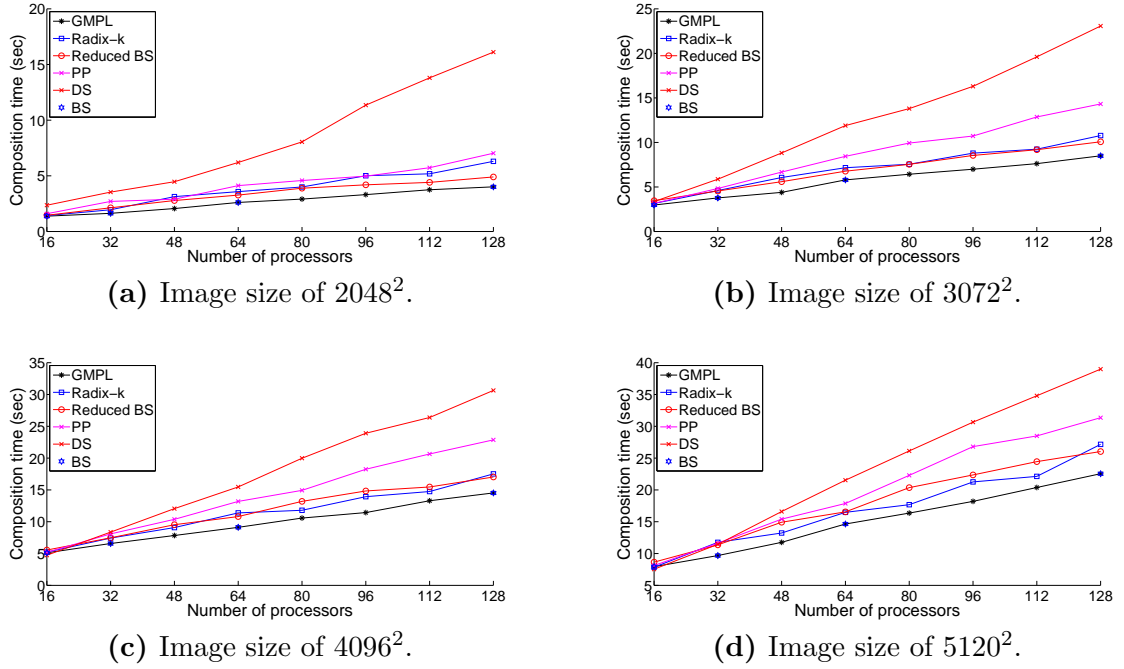 20
15
10
5
0
Composition time (sec)
GMPL
Radix−k
Reduced BS
PP
DS
BS
16 32 48 64 80 96 112 128
Number of processors
(a) Image size of 2048².
25
20
15
10
5
0
Composition time (sec)
GMPL
Radix−k
Reduced BS
PP
DS
BS
16 32 48 64 80 96 112 128
Number of processors
(b) Image size of 3072².
35
30
25
20
15
10
5
0
Composition time (sec)
GMPL
Radix−k
Reduced BS
PP
DS
BS
16 32 48 64 80 96 112 128
Number of processors
(c) Image size of 4096².
40
35
30
25
20
15
10
5
Composition time (sec)
GMPL
Radix−k
Reduced BS
PP
DS
BS
16 32 48 64 80 96 112 128
Number of processors
(d) Image size of 5120².